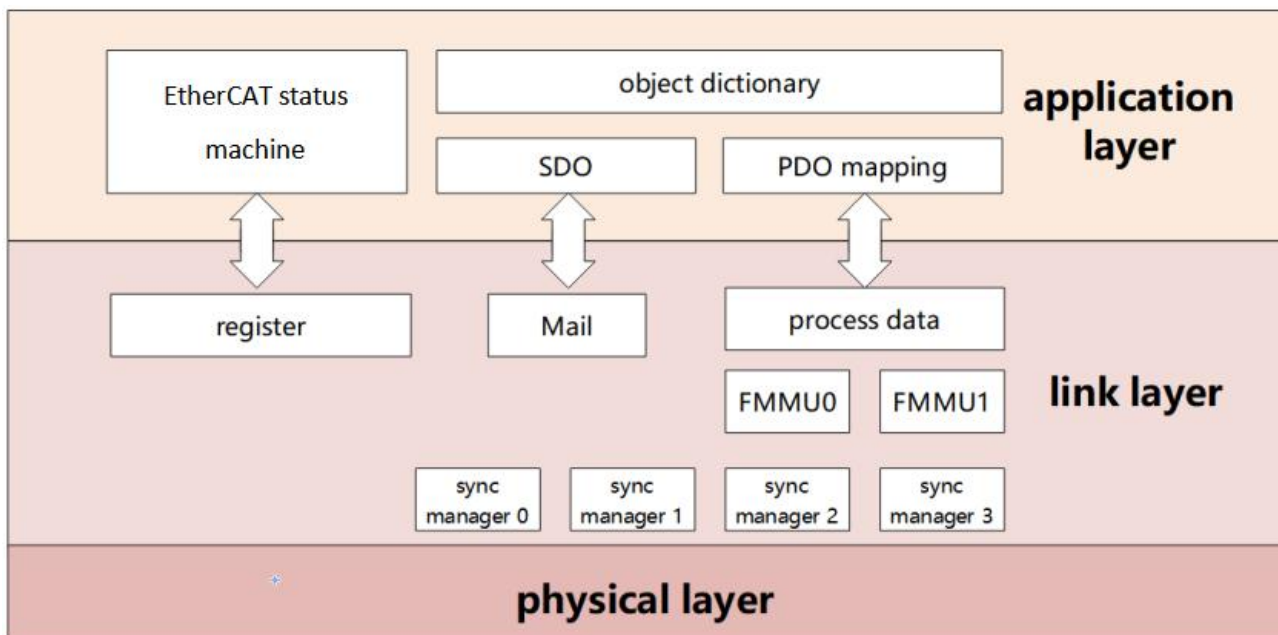 EtherCAT status
machine
object dictionary
application
layer
SDO
PDO mapping
register
Mail
process data
FMMU0
FMMU1
link layer
sync
manager 0
sync
manager 1
sync
manager 2
sync
manager 3
physical layer